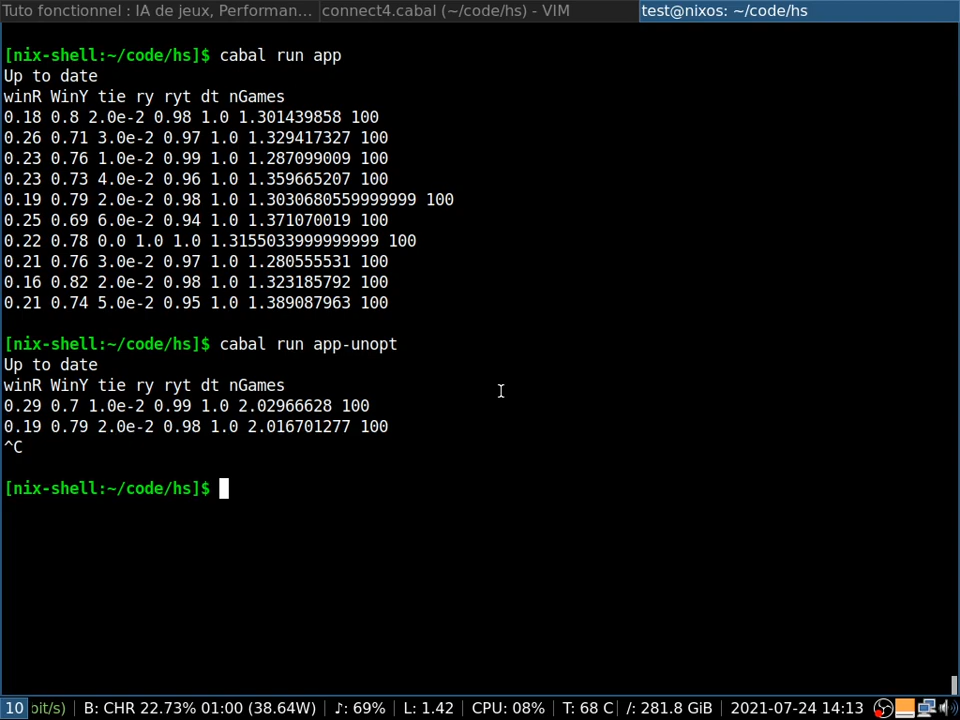 Tuto fonctionnel : IA de jeux, Performan... connect4.cabal (~/code/hs) - VIM test@nixos: ~/code/hs
[nix-shell:~/code/hs]$ cabal run app
Up to date
winR WinY tie ry ryt dt nGames
0.18 0.8 2.0e-2 0.98 1.0 1.301439858 100
0.26 0.71 3.0e-2 0.97 1.0 1.329417327 100
0.23 0.76 1.0e-2 0.99 1.0 1.287099009 100
0.23 0.73 4.0e-2 0.96 1.0 1.359665207 100
0.19 0.79 2.0e-2 0.98 1.0 1.3030680559999999 100
0.25 0.69 6.0e-2 0.94 1.0 1.371070019 100
0.22 0.78 0.0 1.0 1.0 1.3155033999999999 100
0.21 0.76 3.0e-2 0.97 1.0 1.280555531 100
0.16 0.82 2.0e-2 0.98 1.0 1.323185792 100
0.21 0.74 5.0e-2 0.95 1.0 1.389087963 100
[nix-shell:~/code/hs]$ cabal run app-unopt
Up to date
winR WinY tie ry ryt dt nGames
0.29 0.7 1.0e-2 0.99 1.0 2.02966628 100
0.19 0.79 2.0e-2 0.98 1.0 2.016701277 100
^C
[nix-shell:~/code/hs]$
10 bit/s) | B: CHR 22.73% 01:00 (38.64W) | ♪: 69% | L: 1.42 | CPU: 08% | T: 68 C | /: 281.8 GiB | 2021-07-24 14:13